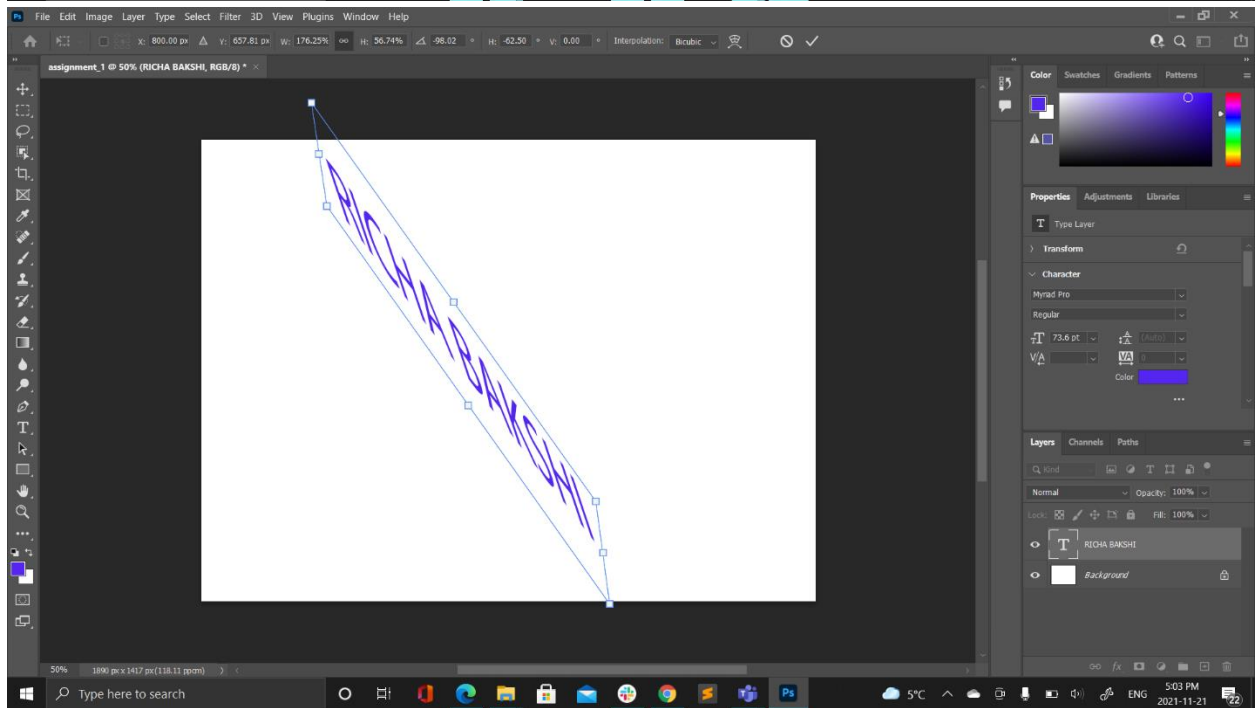 File Edit Image Layer Type Select Filter 3D View Plugins Window Help
X: 800.00 px Y: 657.81 px W: 176.25% H: 56.74% -98.02 ° H: -62.50 ° V: 0.00 ° Interpolation: Bicubic
assignment_1 @ 50% (RICHA BAKSHI, RGB/8) * ×
Color Swatches Gradients Patterns
RICHA BAKSHI
Properties Adjustments Libraries
T Type Layer
Transform
Character
Myriad Pro
Regular
73.6 pt (Auto)
V/A VA 0
Color
Layers Channels Paths
Kind
Normal Opacity: 100%
Lock: Fill: 100%
T RICHA BAKSHI
Background
50% 1890 px x 1417 px (118.11 ppcm)
fx
Type here to search
Ps
5°C ENG 5:03 PM
2021-11-21
22